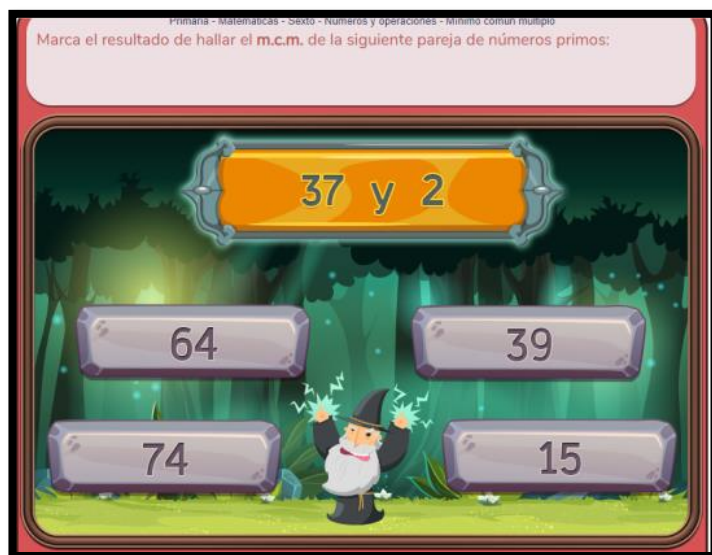 Primaria - Matemáticas - Sexto - Números y operaciones - Mínimo común múltiplo
Marca el resultado de hallar el m.c.m. de la siguiente pareja de números primos:
37 y 2
64
39
74
15